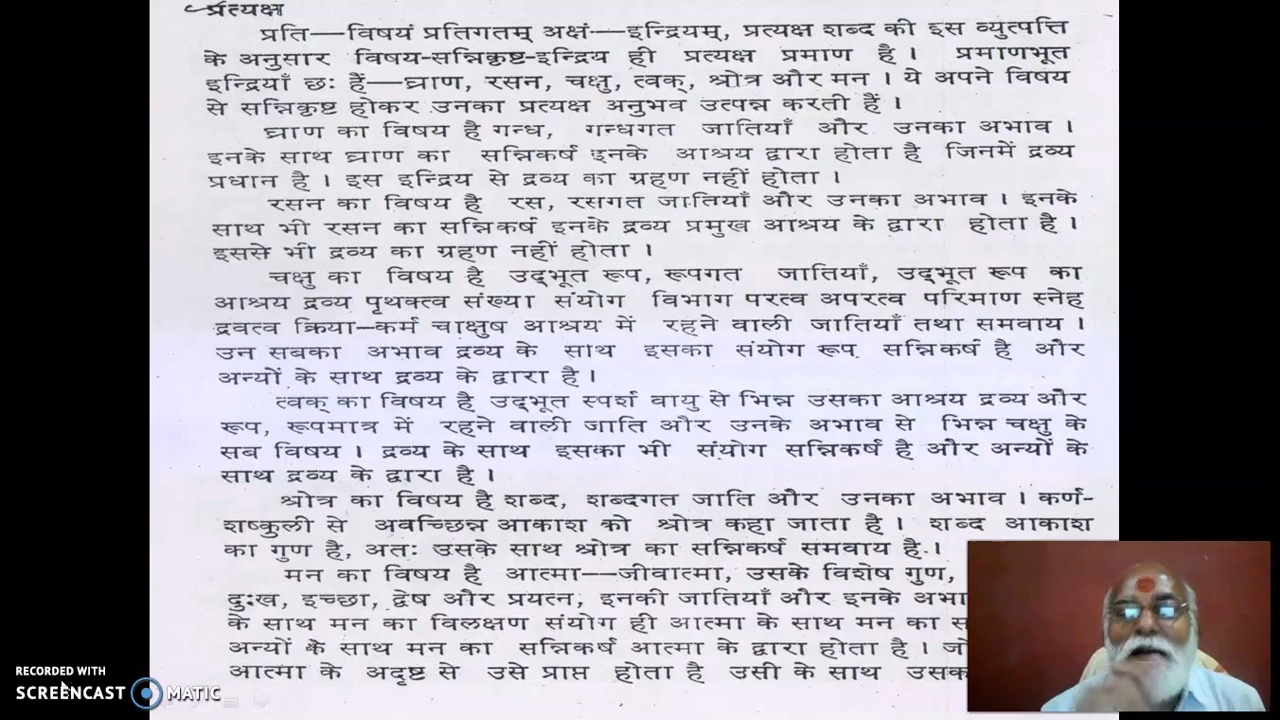 प्रत्यक्ष
प्रति—विषयं प्रतिगतम् अक्षं—इन्द्रियम्, प्रत्यक्ष शब्द की इस व्युत्पत्ति
के अनुसार विषय-सन्निकृष्ट-इन्द्रिय ही प्रत्यक्ष प्रमाण है । प्रमाणभूत
इन्द्रियाँ छः हैं—घ्राण, रसन, चक्षु, त्वक्, श्रोत्र और मन । ये अपने विषय
से सन्निकृष्ट होकर उनका प्रत्यक्ष अनुभव उत्पन्न करती हैं ।
घ्राण का विषय है गन्ध, गन्धगत जातियाँ और उनका अभाव ।
इनके साथ घ्राण का सन्निकर्ष इनके आश्रय द्वारा होता है जिनमें द्रव्य
प्रधान है । इस इन्द्रिय से द्रव्य का ग्रहण नहीं होता ।
रसन का विषय है रस, रसगत जातियाँ और उनका अभाव । इनके
साथ भी रसन का सन्निकर्ष इनके द्रव्य प्रमुख आश्रय के द्वारा होता है ।
इससे भी द्रव्य का ग्रहण नहीं होता ।
चक्षु का विषय है उद्‌भूत रूप, रूपगत जातियाँ, उद्‌भूत रूप का
आश्रय द्रव्य पृथक्त्व संख्या संयोग विभाग परत्व अपरत्व परिमाण स्नेह
द्रवत्व क्रिया—कर्म चाक्षुष आश्रय में रहने वाली जातियाँ तथा समवाय ।
उन सबका अभाव द्रव्य के साथ इसका संयोग रूप सन्निकर्ष है और
अन्यों के साथ द्रव्य के द्वारा है ।
त्वक् का विषय है उद्‌भूत स्पर्श वायु से भिन्न उसका आश्रय द्रव्य और
रूप, रूपमात्र में रहने वाली जाति और उनके अभाव से भिन्न चक्षु के
सब विषय । द्रव्य के साथ इसका भी संयोग सन्निकर्ष है और अन्यों के
साथ द्रव्य के द्वारा है ।
श्रोत्र का विषय है शब्द, शब्दगत जाति और उनका अभाव । कर्ण-
शष्कुली से अवच्छिन्न आकाश को श्रोत्र कहा जाता है । शब्द आकाश
का गुण है, अतः उसके साथ श्रोत्र का सन्निकर्ष समवाय है ।
मन का विषय है आत्मा—जीवात्मा, उसके विशेष गुण,
दुःख, इच्छा, द्वेष और प्रयत्न, इनकी जातियाँ और इनके
के साथ मन का विलक्षण संयोग ही आत्मा के साथ मन का
अन्यों के साथ मन का सन्निकर्ष आत्मा के द्वारा होता है ।
आत्मा के अदृष्ट से उसे प्राप्त होता है उसी के साथ
RECORDED WITH
SCREENCAST MATIC